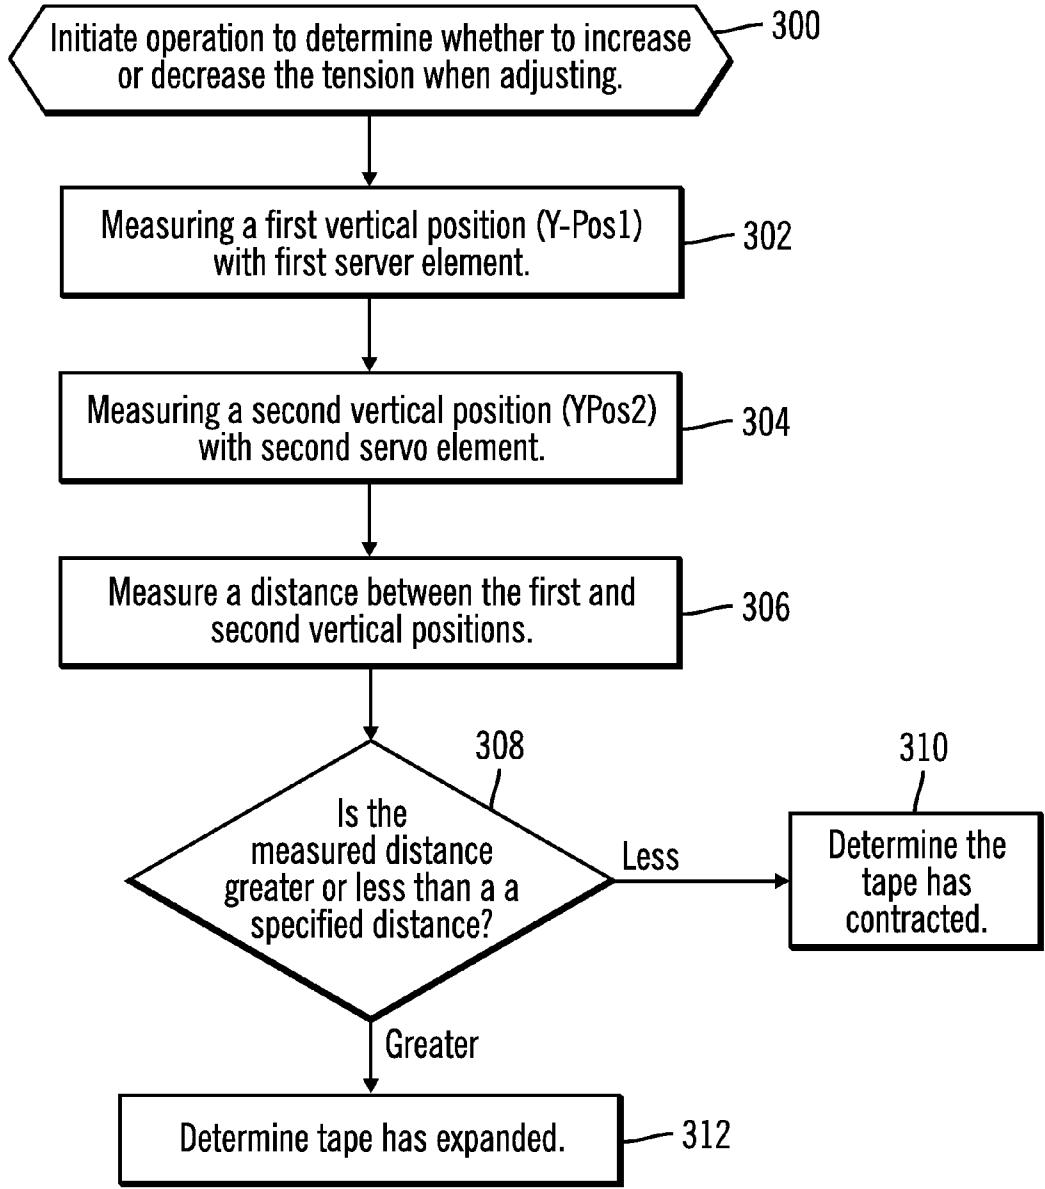 Initiate operation to determine whether to increase
or decrease the tension when adjusting.
300
Measuring a first vertical position (Y-Pos1)
with first server element.
302
Measuring a second vertical position (YPos2)
with second servo element.
304
Measure a distance between the first and
second vertical positions.
306
308
Is the
measured distance
greater or less than a a
specified distance?
Less
310
Determine the
tape has
contracted.
Greater
Determine tape has expanded.
312